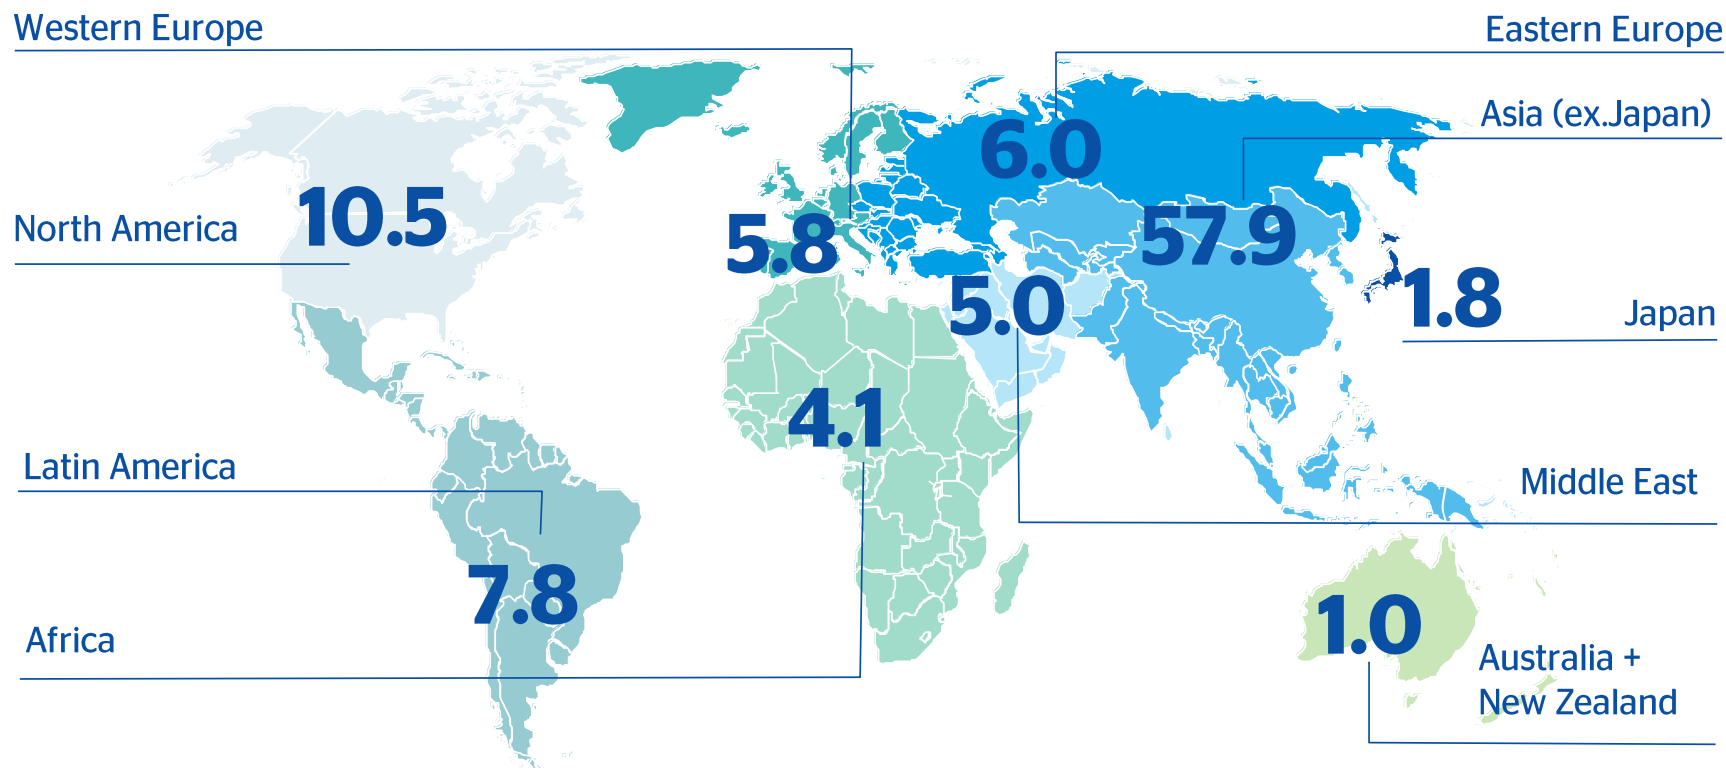 Western Europe
Eastern Europe
Asia (ex.Japan)
6.0
10.5
57.9
North America
5.8
5.0
1.8
Japan
4.1
Latin America
Middle East
7.8
1.0
Africa
Australia +
New Zealand